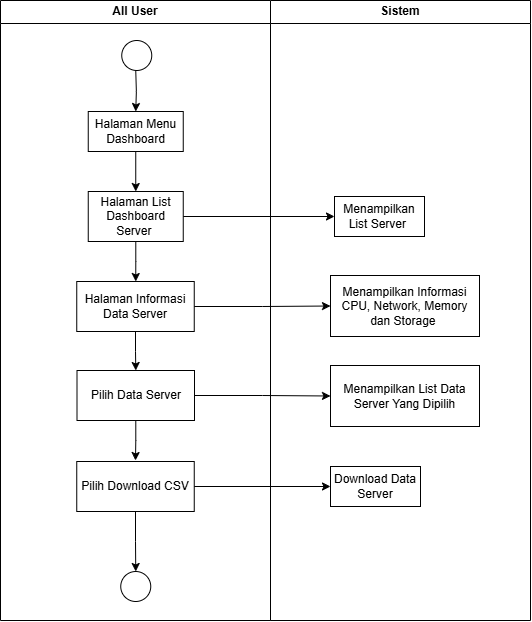 All User
Sistem
Halaman Menu
Dashboard
Halaman List
Dashboard
Server
Menampilkan
List Server
Halaman Informasi
Data Server
Menampilkan Informasi
CPU, Network, Memory
dan Storage
Pilih Data Server
Menampilkan List Data
Server Yang Dipilih
Pilih Download CSV
Download Data
Server